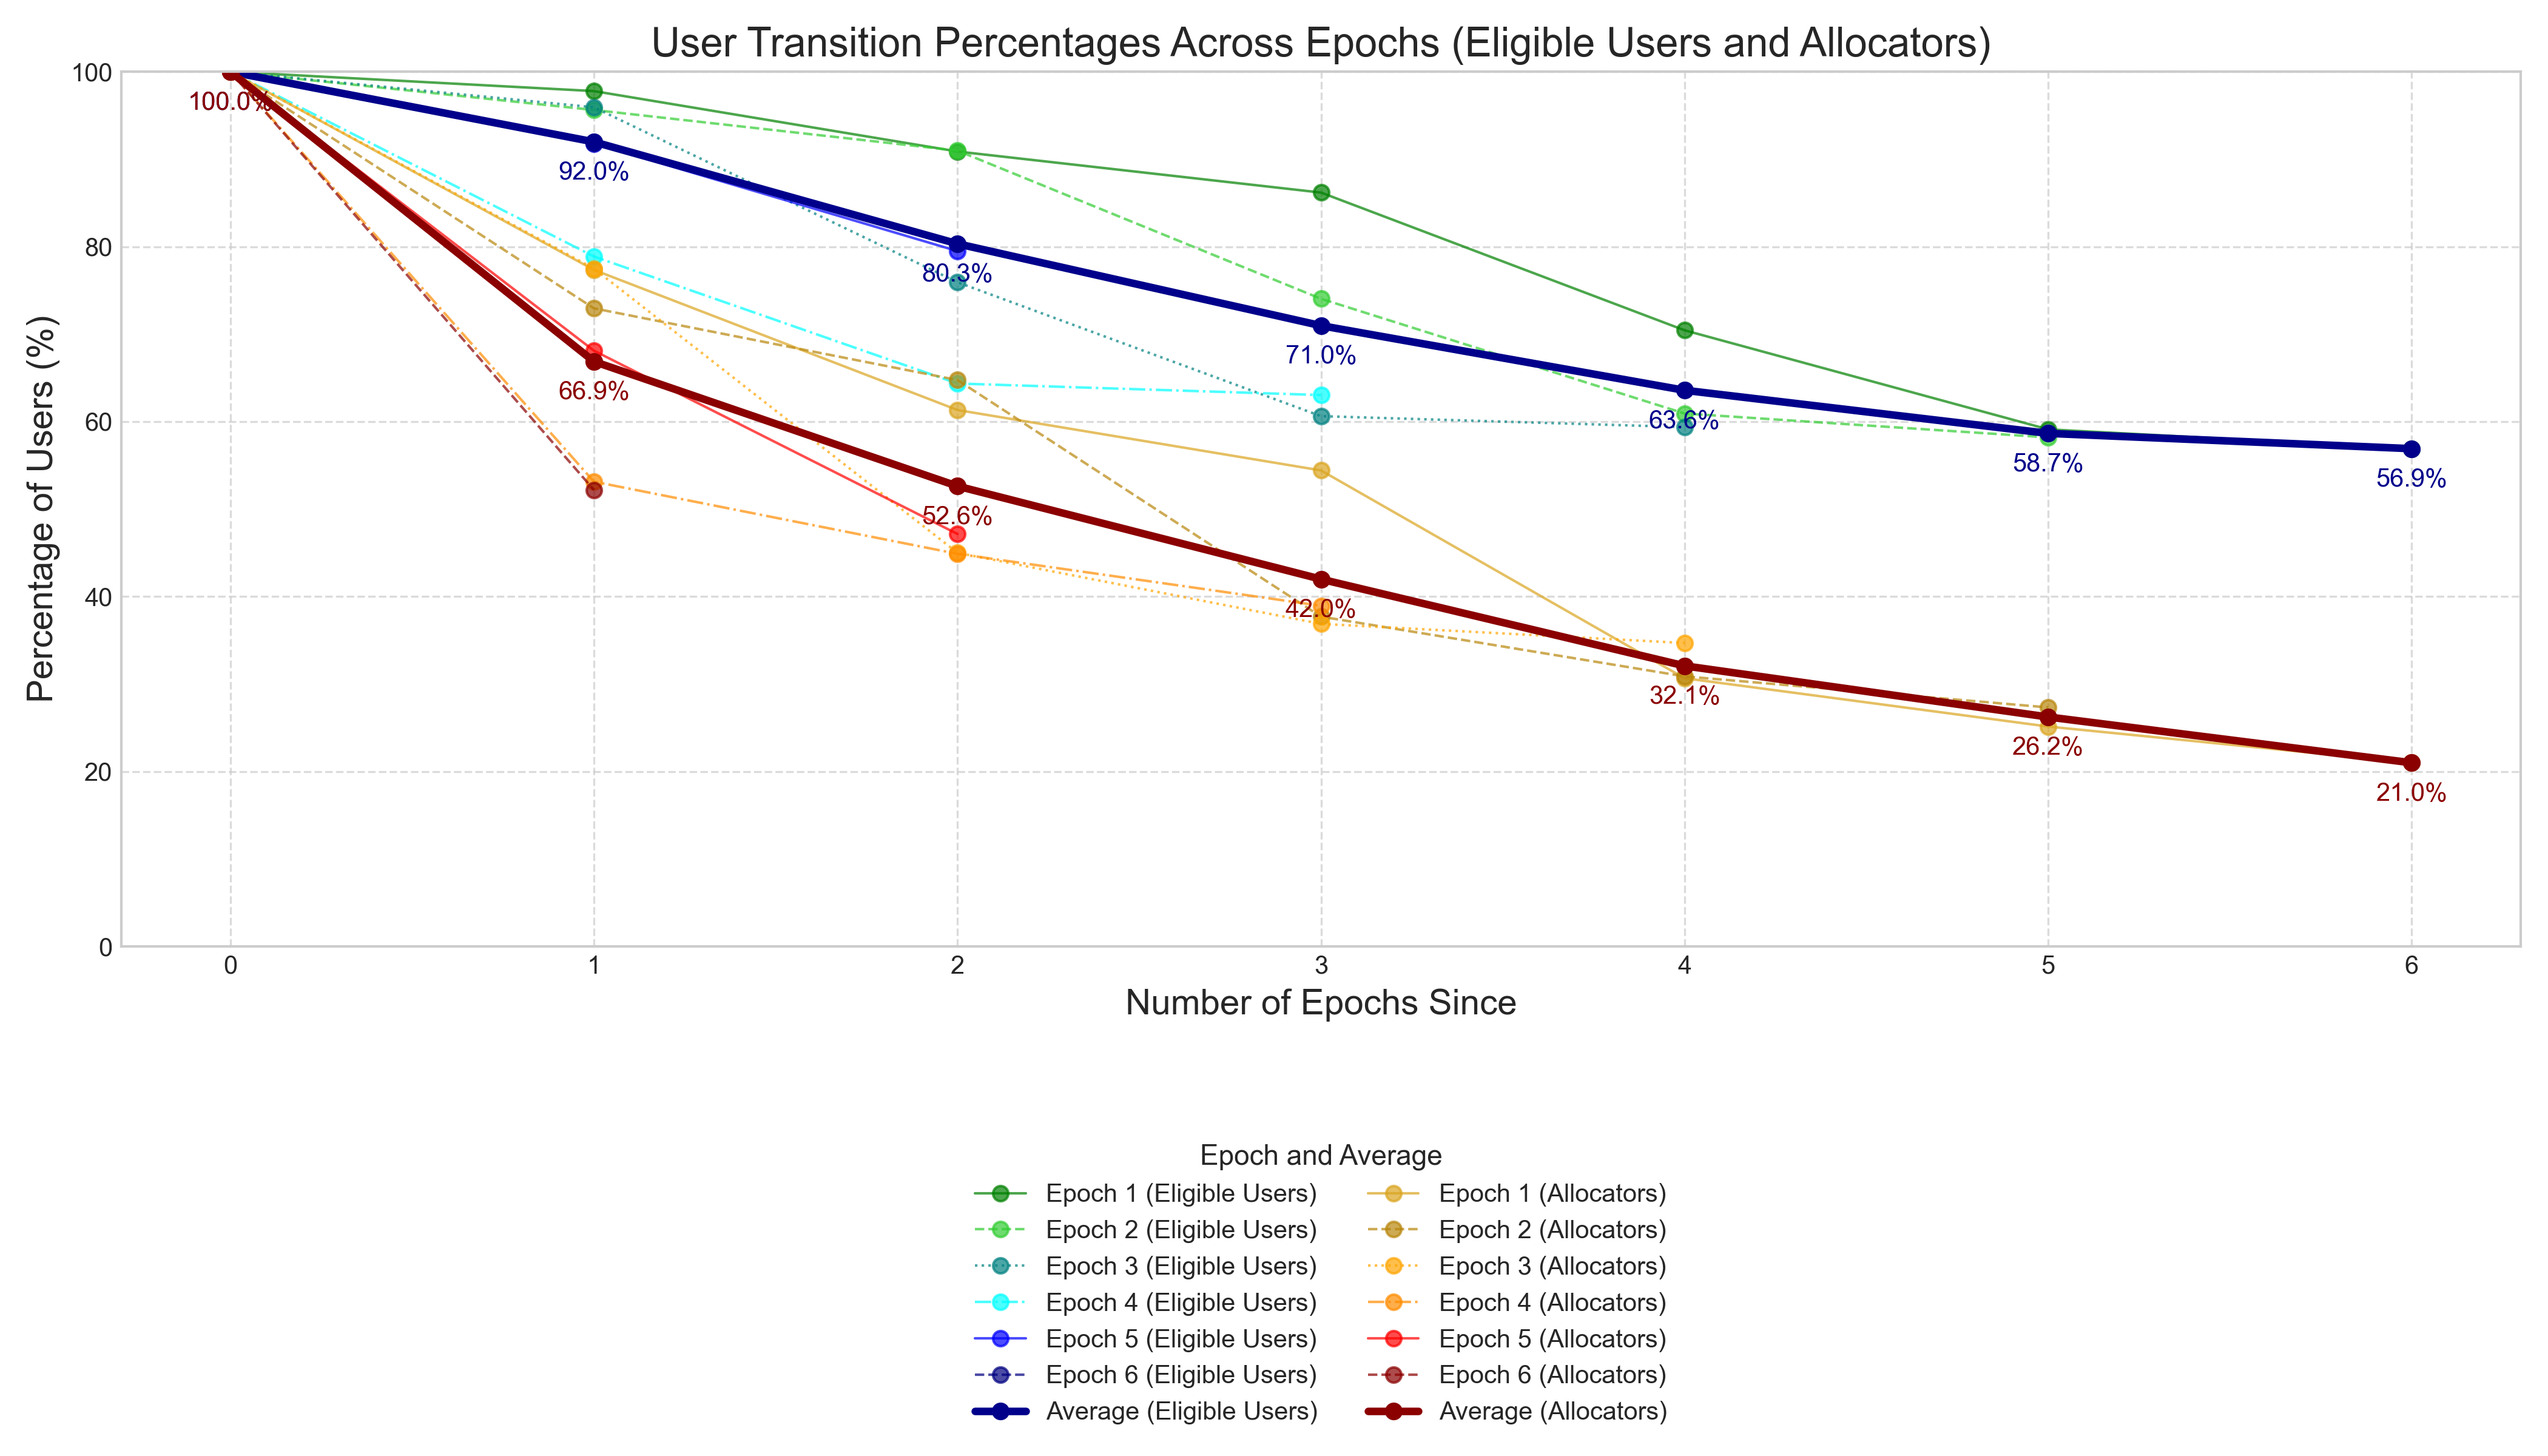 User Transition Percentages Across Epochs (Eligible Users and Allocators)
Percentage of Users (%)
100
80
60
40
20
0
100.0%
92.0%
80.3%
71.0%
63.6%
58.7%
56.9%
66.9%
52.6%
42.0%
32.1%
26.2%
21.0%
0 1 2 3 4 5 6
Number of Epochs Since
Epoch and Average
Epoch 1 (Eligible Users)
Epoch 2 (Eligible Users)
Epoch 3 (Eligible Users)
Epoch 4 (Eligible Users)
Epoch 5 (Eligible Users)
Epoch 6 (Eligible Users)
Average (Eligible Users)
Epoch 1 (Allocators)
Epoch 2 (Allocators)
Epoch 3 (Allocators)
Epoch 4 (Allocators)
Epoch 5 (Allocators)
Epoch 6 (Allocators)
Average (Allocators)